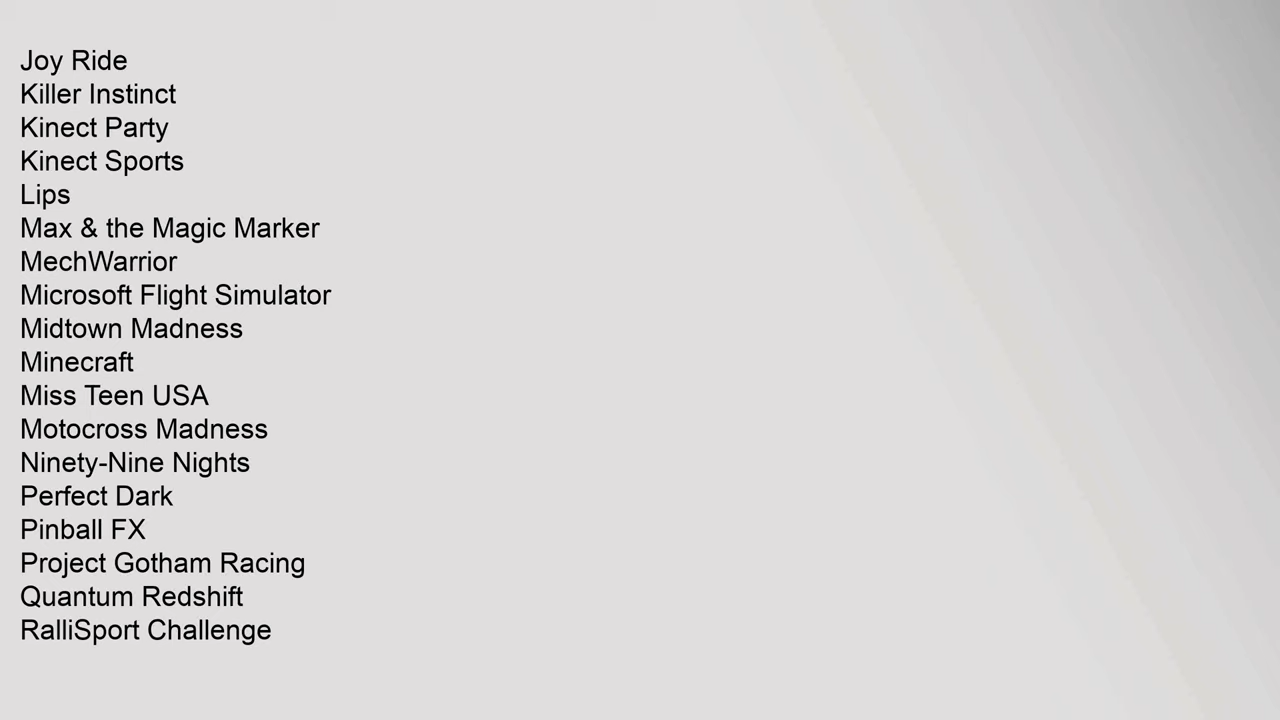 Joy Ride
Killer Instinct
Kinect Party
Kinect Sports
Lips
Max & the Magic Marker
MechWarrior
Microsoft Flight Simulator
Midtown Madness
Minecraft
Miss Teen USA
Motocross Madness
Ninety-Nine Nights
Perfect Dark
Pinball FX
Project Gotham Racing
Quantum Redshift
RalliSport Challenge